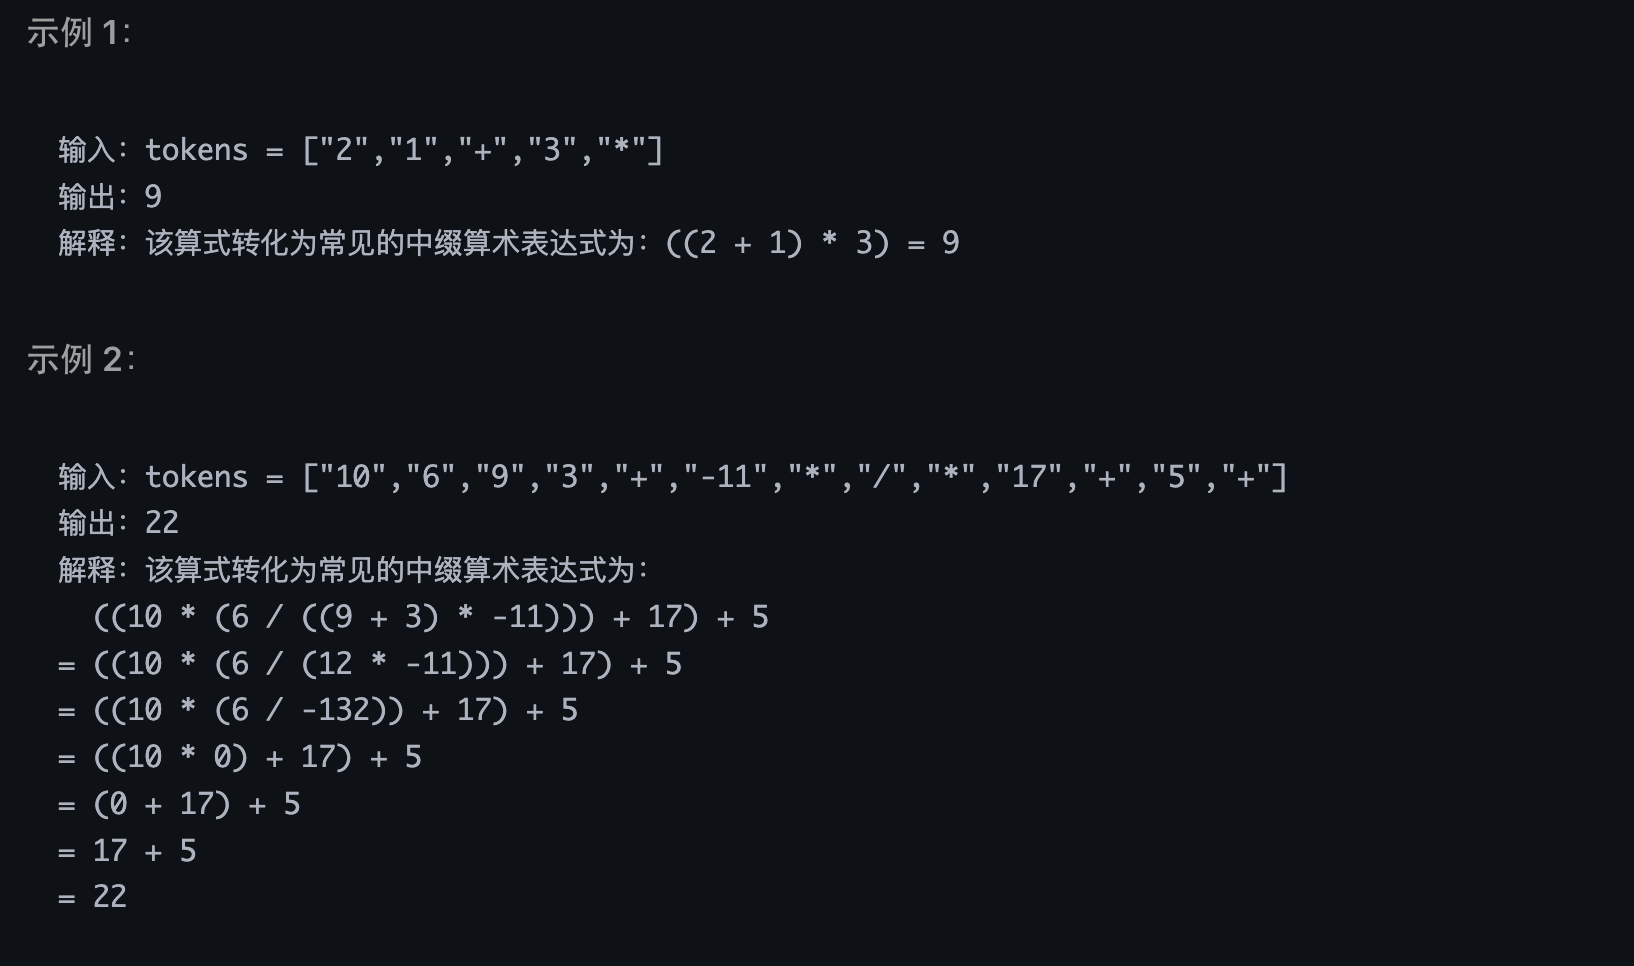 示例 1：
输入：tokens = ["2","1","+","3","*"]
输出：9
解释：该算式转化为常见的中缀算术表达式为：((2 + 1) * 3) = 9
示例 2：
输入：tokens = ["10","6","9","3","+","-11","*","/","*","17","+","5","+"]
输出：22
解释：该算式转化为常见的中缀算术表达式为：
((10 * (6 / ((9 + 3) * -11))) + 17) + 5
= ((10 * (6 / (12 * -11))) + 17) + 5
= ((10 * (6 / -132)) + 17) + 5
= ((10 * 0) + 17) + 5
= (0 + 17) + 5
= 17 + 5
= 22